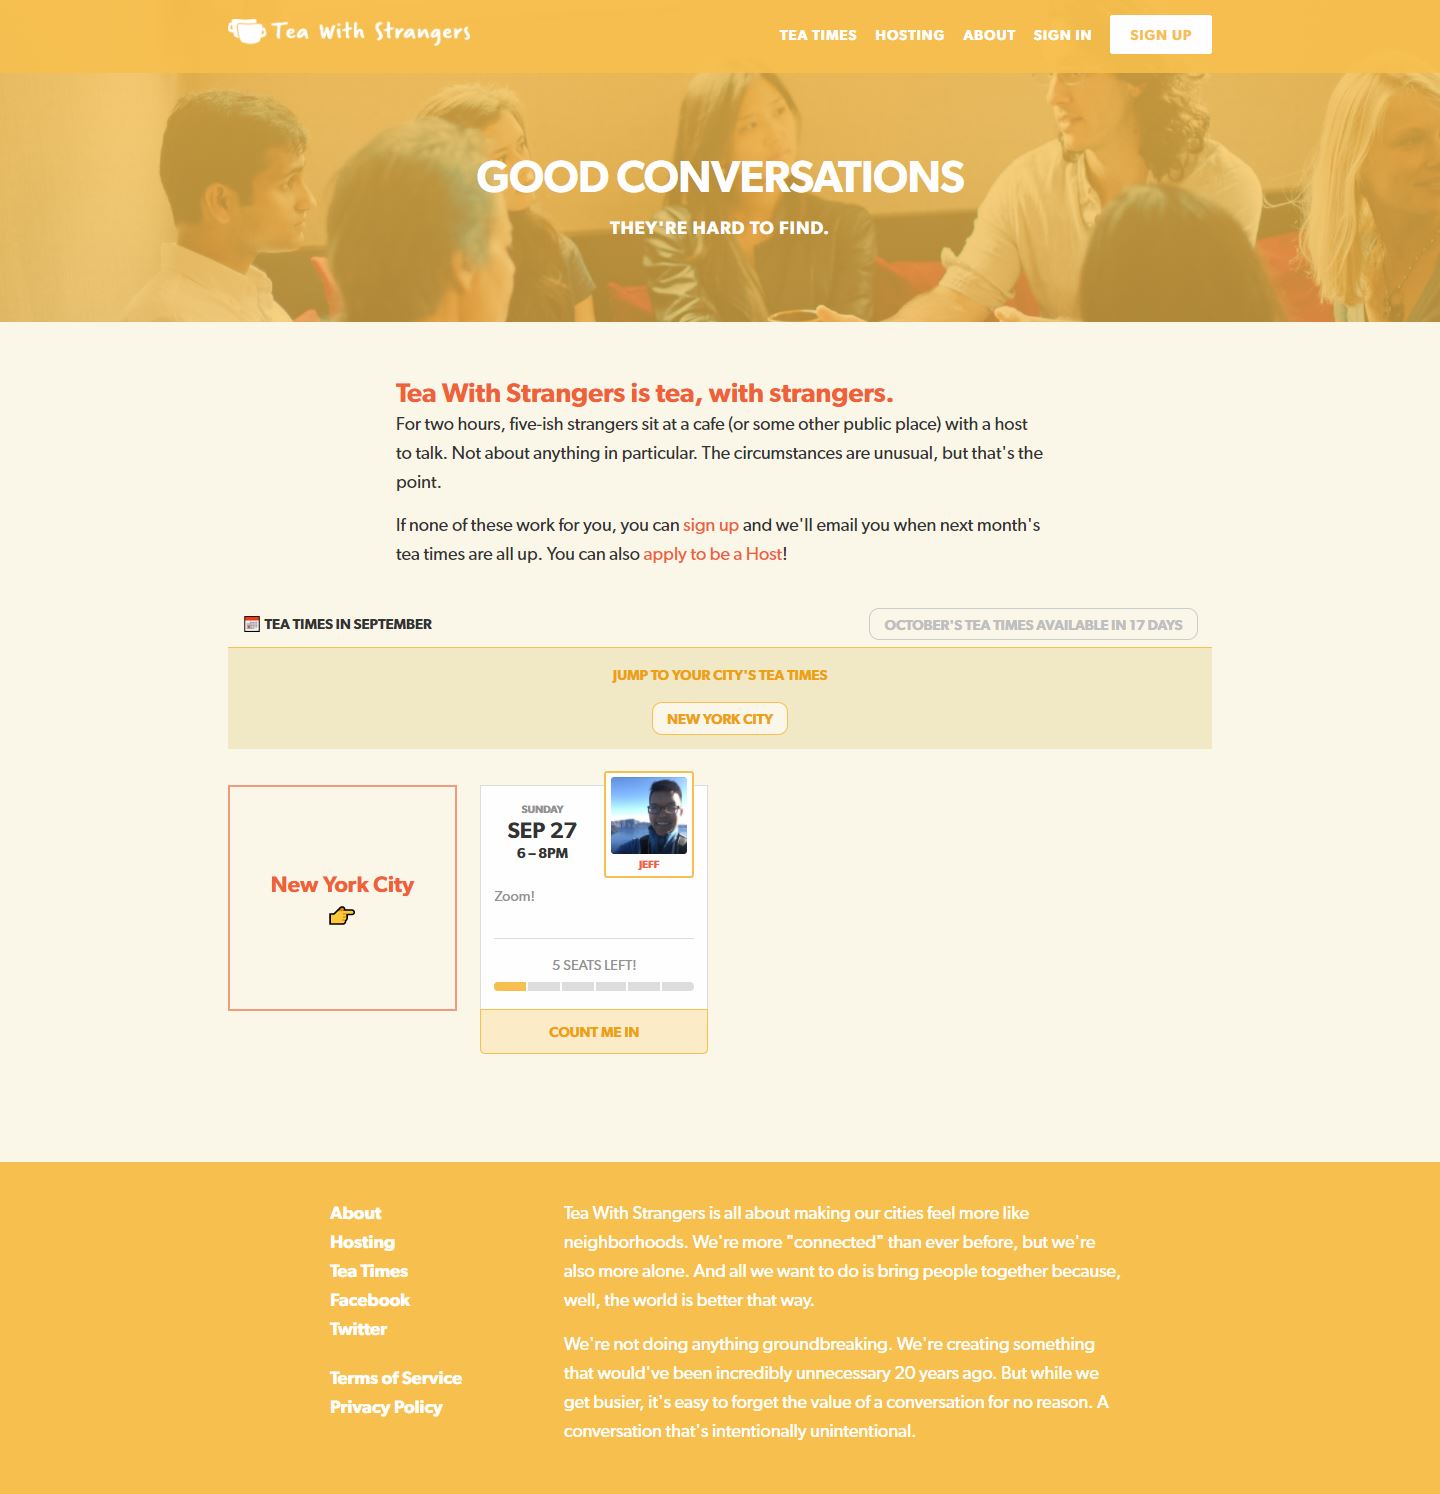 Tea With Strangers
TEA TIMES
HOSTING
ABOUT
SIGN IN
SIGN UP
GOOD CONVERSATIONS
THEY'RE HARD TO FIND.
Tea With Strangers is tea, with strangers.
For two hours, five-ish strangers sit at a cafe (or some other public place) with a host
to talk. Not about anything in particular. The circumstances are unusual, but that's the
point.
If none of these work for you, you can sign up and we'll email you when next month's
tea times are all up. You can also apply to be a Host!
TEA TIMES IN SEPTEMBER
OCTOBER'S TEA TIMES AVAILABLE IN 17 DAYS
JUMP TO YOUR CITY'S TEA TIMES
NEW YORK CITY
New York City
SUNDAY
SEP 27
6 – 8PM
JEFF
Zoom!
5 SEATS LEFT!
COUNT ME IN
About
Hosting
Tea Times
Facebook
Twitter
Terms of Service
Privacy Policy
Tea With Strangers is all about making our cities feel more like
neighborhoods. We're more "connected" than ever before, but we're
also more alone. And all we want to do is bring people together because,
well, the world is better that way.
We're not doing anything groundbreaking. We're creating something
that would've been incredibly unnecessary 20 years ago. But while we
get busier, it's easy to forget the value of a conversation for no reason. A
conversation that's intentionally unintentional.